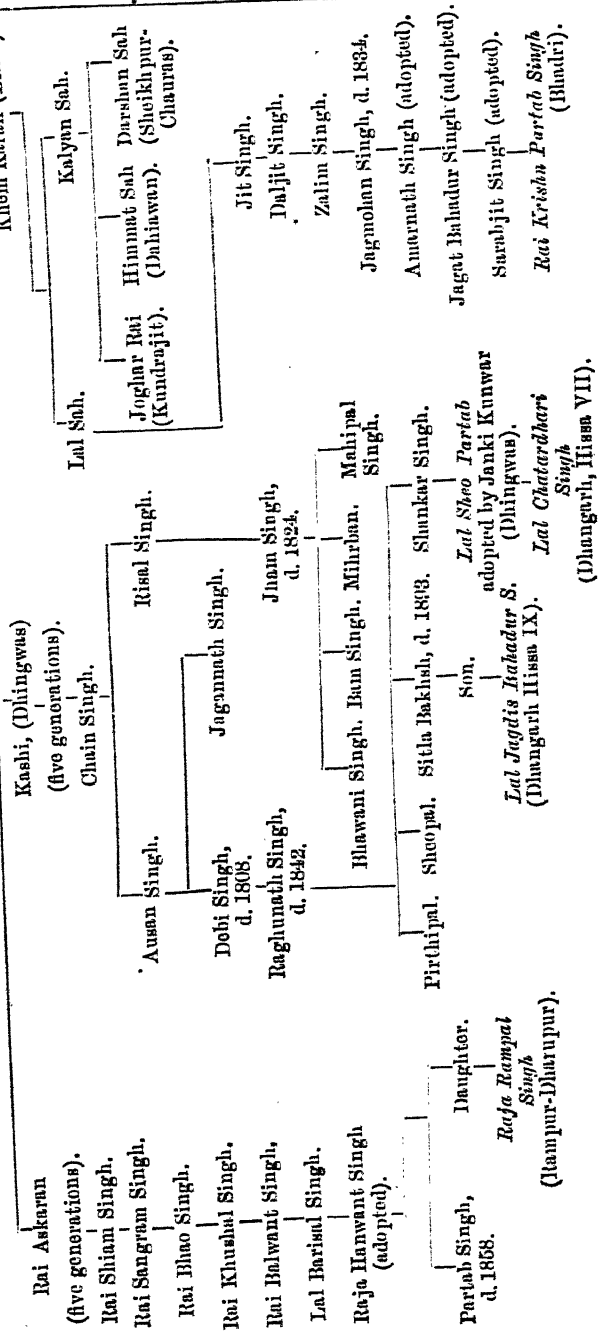 Rai Askaran
(five generations).
Rai Shiam Singh.
Rai Sangram Singh.
Rai Bhao Singh.
Rai Khushal Singh.
Rai Balwant Singh.
Lal Barisal Singh.
Raja Hanwant Singh
(adopted).
Partab Singh,
d. 1858.
Daughter.
Raja Rampal
Singh
(Rampur-Dharupur).
Kashi, (Dhingwas)
(five generations).
Chain Singh.
Ausan Singh.
Risal Singh.
Debi Singh,
d. 1808.
Jagannath Singh.
Raghunath Singh,
d. 1842.
Jham Singh,
d. 1824.
Bhawani Singh. Bam Singh. Mihrban. Mahipal
Singh.
Pirthipal. Sheopal. Sitla Bakhsh, d. 1893. Shankar Singh.
Son.
Lal Jagdis Bahadur S.
(Dhangarh Hissa IX).
Lal Sheo Partab
adopted by Janki Kunwar
(Dhingwas).
Lal Chatardhari
Singh
(Dhangarh, Hissa VII).
Khem Karan
Lal Sah.
Kalyan Sah.
Joghar Rai
(Kundrajit).
Himmat Sah
(Dahiawan).
Darshan Sah
(Sheikhpur-
Chauras).
Jit Singh.
Daljit Singh.
Zalim Singh.
Jagmohan Singh, d. 1834.
Amarnath Singh (adopted).
Jagat Bahadur Singh (adopted).
Sarabjit Singh (adopted).
Rai Krishn Partab Singh
(Bhadri).